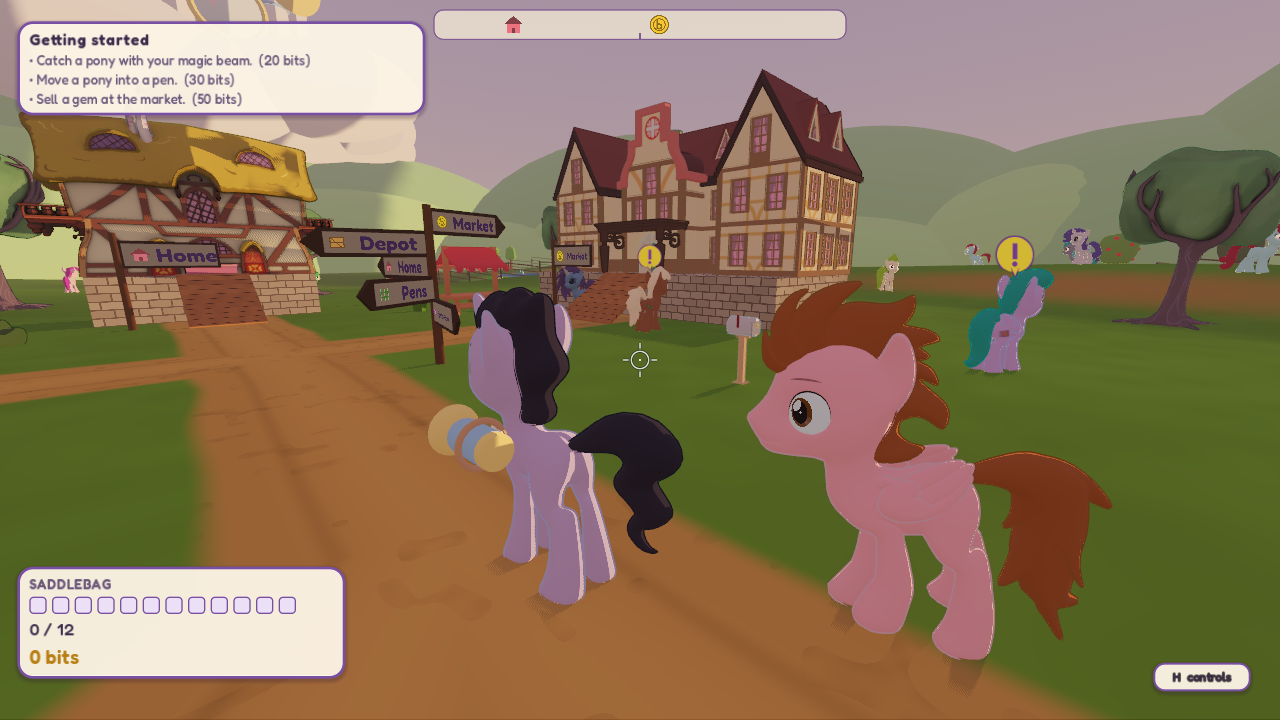 Getting started
• Catch a pony with your magic beam. (20 bits)
• Move a pony into a pen. (30 bits)
• Sell a gem at the market. (50 bits)
Market
Depot
Home
Home
Pens
Market
SADDLEBAG
0 / 12
0 bits
H controls